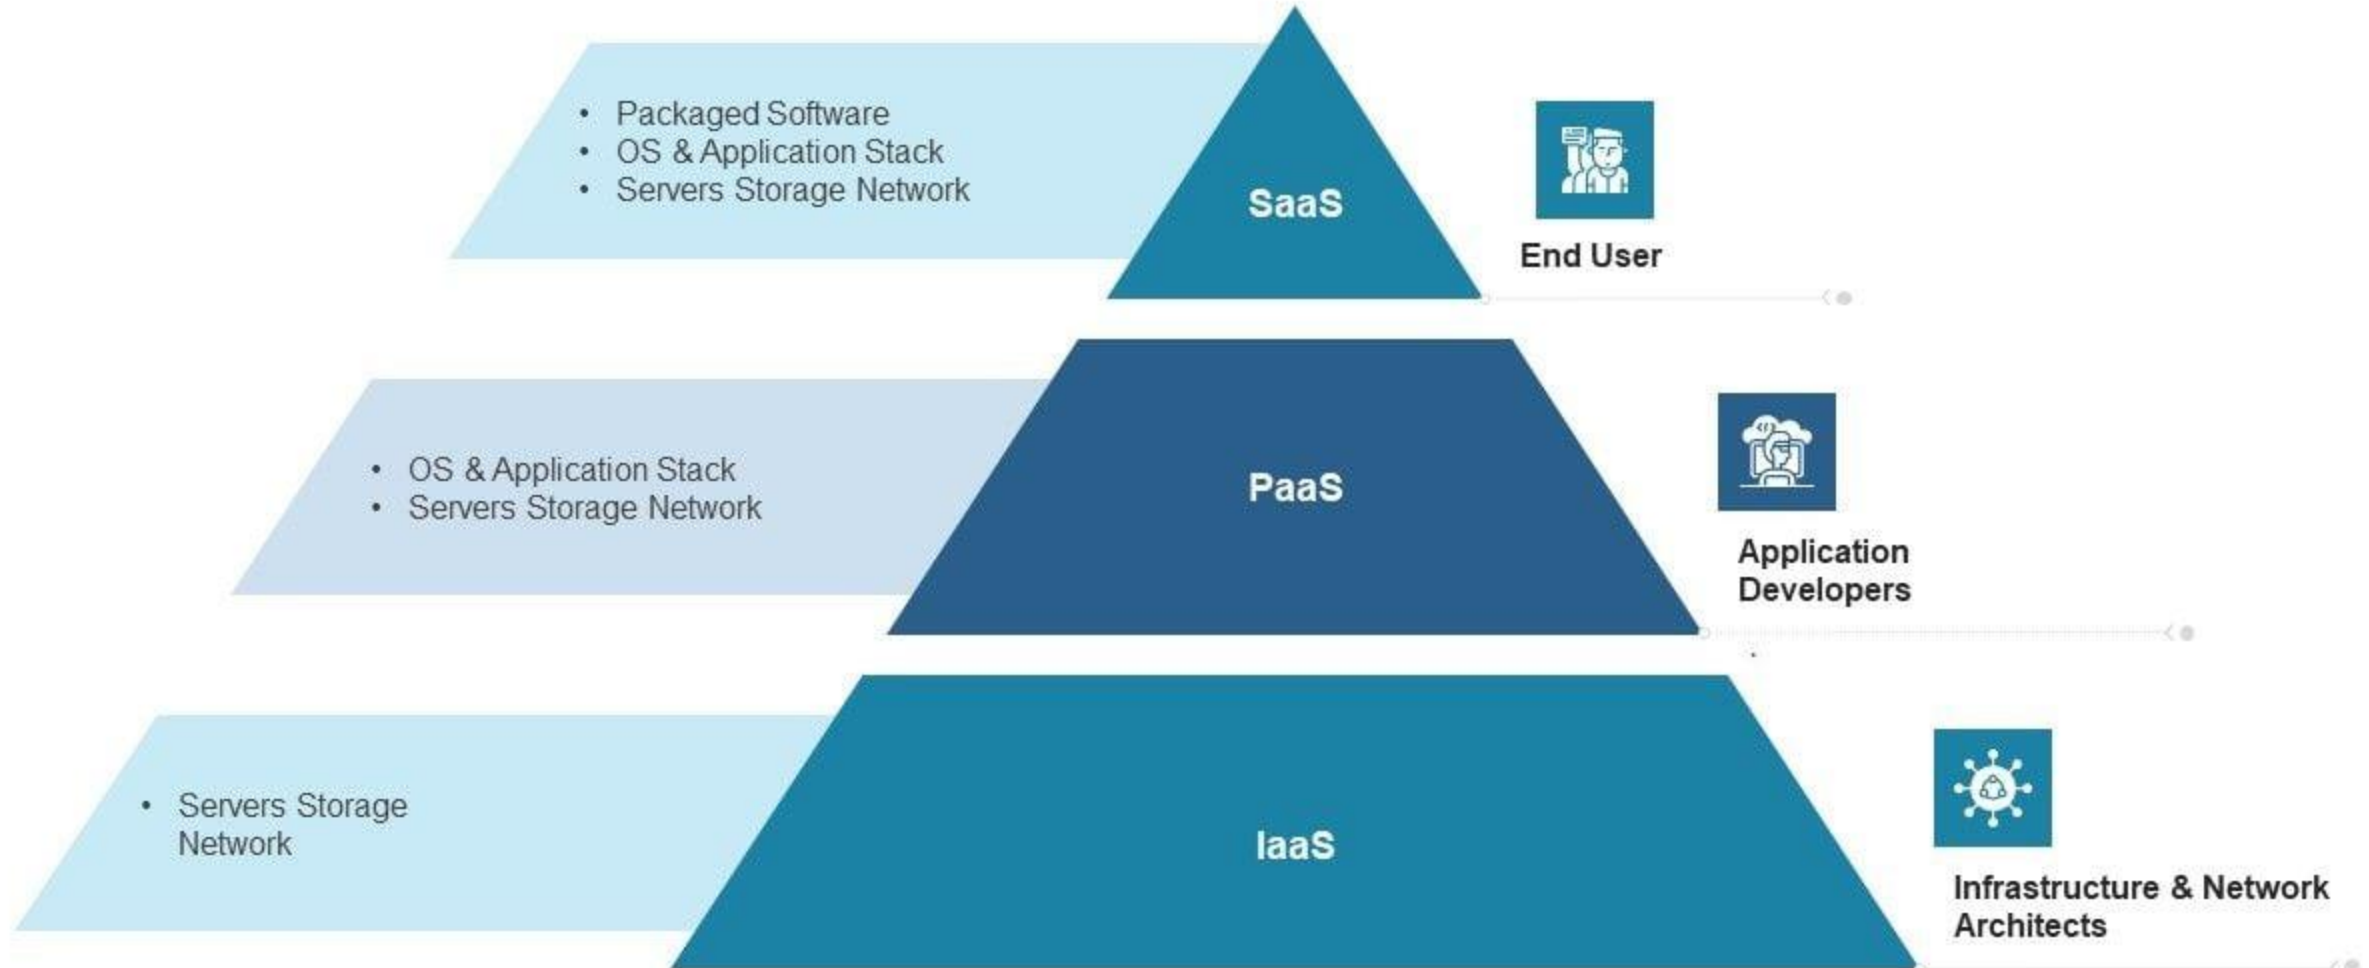 • Packaged Software
• OS & Application Stack
• Servers Storage Network
SaaS
End User
• OS & Application Stack
• Servers Storage Network
PaaS
Application
Developers
• Servers Storage
Network
IaaS
Infrastructure & Network
Architects